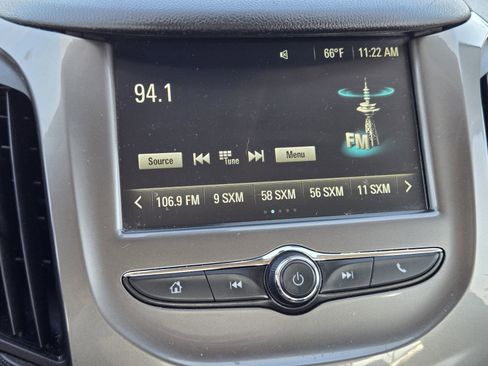 66°F 11:22 AM
94.1
FM
Source Tune Menu
106.9 FM 9 SXM 58 SXM 56 SXM 11 SXM